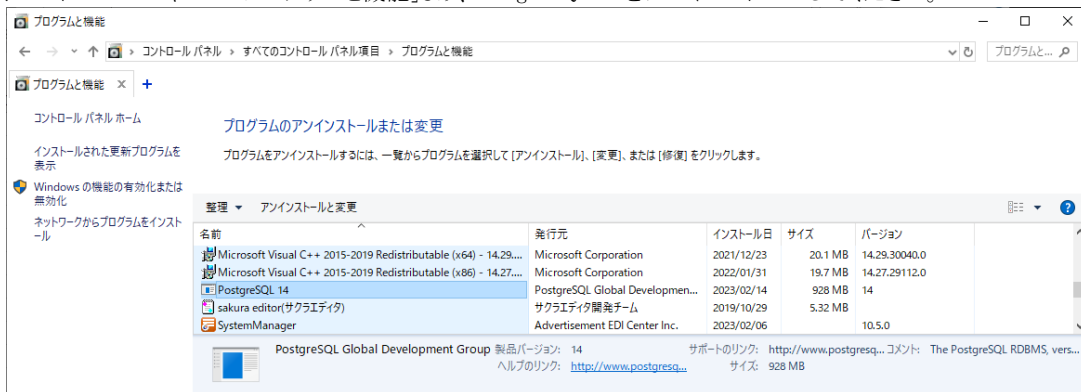 プログラムと機能
コントロール パネル › すべてのコントロール パネル項目 › プログラムと機能
プログラムと...
プログラムと機能
コントロール パネル ホーム
インストールされた更新プログラムを
表示
Windows の機能の有効化または
無効化
ネットワークからプログラムをインスト
ール
プログラムのアンインストールまたは変更
プログラムをアンインストールするには、一覧からプログラムを選択して [アンインストール]、[変更]、または [修復] をクリックします。
整理 アンインストールと変更
名前 発行元 インストール日 サイズ バージョン
Microsoft Visual C++ 2015-2019 Redistributable (x64) - 14.29.... Microsoft Corporation 2021/12/23 20.1 MB 14.29.30040.0
Microsoft Visual C++ 2015-2019 Redistributable (x86) - 14.27.... Microsoft Corporation 2022/01/31 19.7 MB 14.27.29112.0
PostgreSQL 14 PostgreSQL Global Developmen... 2023/02/14 928 MB 14
sakura editor(サクラエディタ) サクラエディタ開発チーム 2019/10/29 5.32 MB
SystemManager Advertisement EDI Center Inc. 2023/02/06 10.5.0
PostgreSQL Global Development Group 製品バージョン: 14 サポートのリンク: http://www.postgresq... コメント: The PostgreSQL RDBMS, vers...
ヘルプのリンク: http://www.postgresq... サイズ: 928 MB